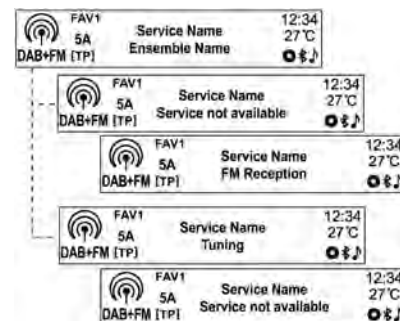 FAV1
5A
DAB+FM [TP]
Service Name
Ensemble Name
12:34
27°C
FAV1
5A
DAB+FM [TP]
Service Name
Service not available
12:34
27°C
FAV1
5A
DAB+FM [TP]
Service Name
FM Reception
12:34
27°C
FAV1
5A
DAB+FM [TP]
Service Name
Tuning
12:34
27°C
FAV1
5A
DAB+FM [TP]
Service Name
Service not available
12:34
27°C